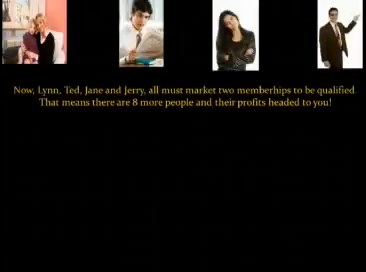 Now, Lynn, Ted, Jane and Jerry, all must market two memberhips to be qualified.
That means there are 8 more people and their profits headed to you!